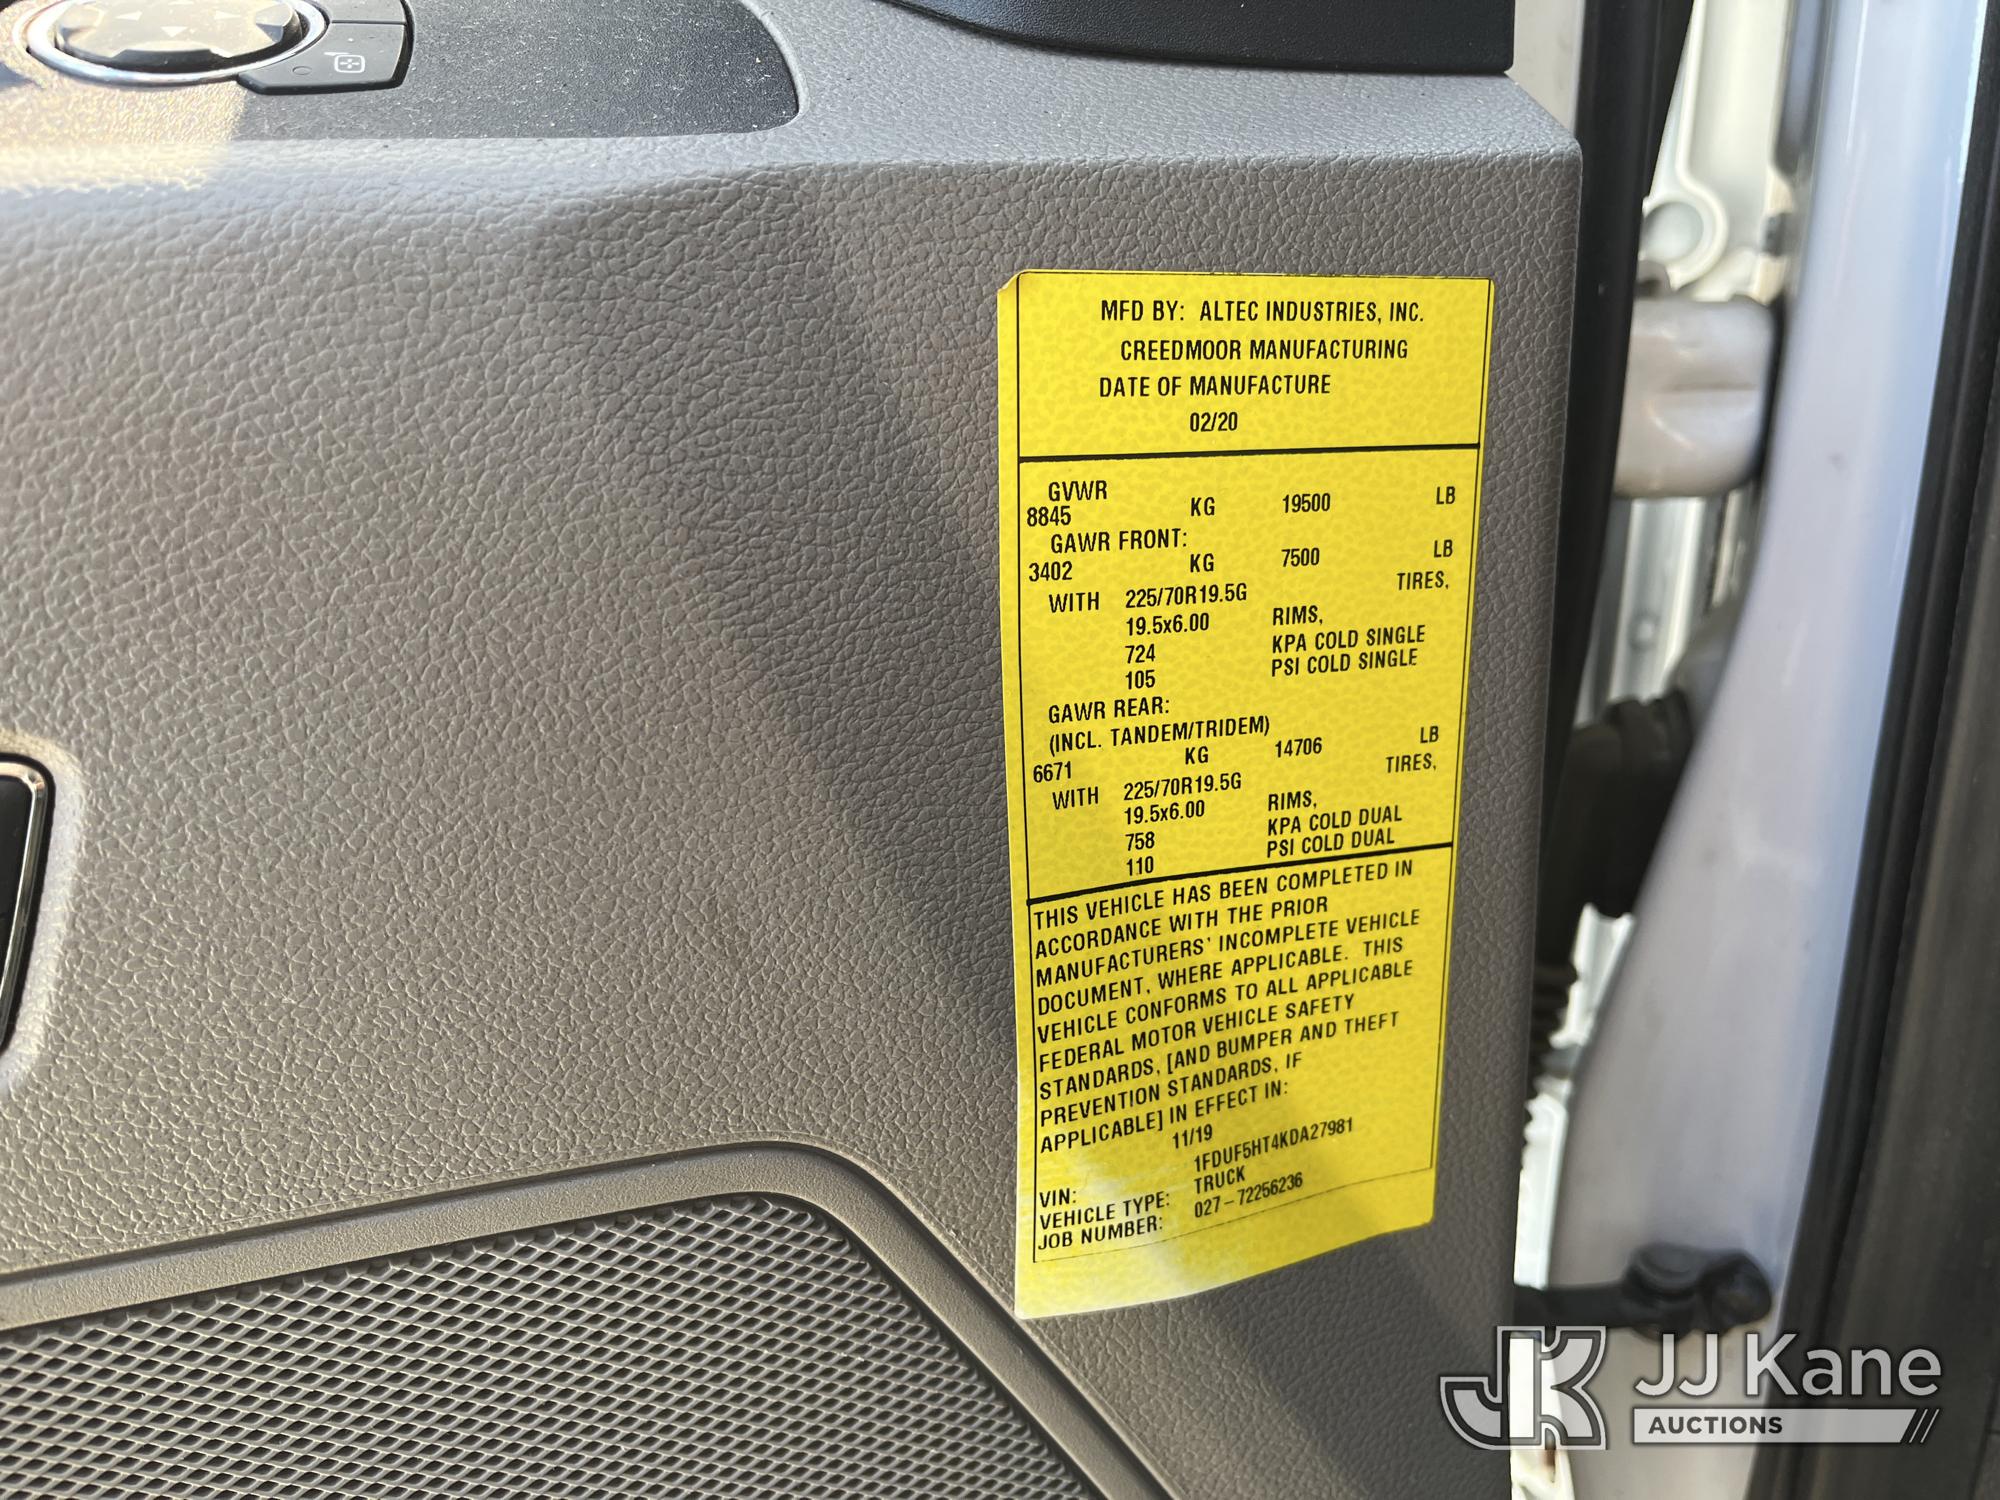 MFD BY: ALTEC INDUSTRIES, INC.
CREEDMOOR MANUFACTURING
DATE OF MANUFACTURE
02/20
GVWR
8845 KG 19500 LB
GAWR FRONT:
3402 KG 7500 LB
WITH 225/70R19.5G TIRES,
19.5x6.00 RIMS,
724 KPA COLD SINGLE
105 PSI COLD SINGLE
GAWR REAR:
(INCL. TANDEM/TRIDEM)
6671 KG 14706 LB
WITH 225/70R19.5G TIRES,
19.5x6.00 RIMS,
758 KPA COLD DUAL
110 PSI COLD DUAL
THIS VEHICLE HAS BEEN COMPLETED IN
ACCORDANCE WITH THE PRIOR
MANUFACTURERS' INCOMPLETE VEHICLE
DOCUMENT, WHERE APPLICABLE. THIS
VEHICLE CONFORMS TO ALL APPLICABLE
FEDERAL MOTOR VEHICLE SAFETY
STANDARDS, [AND BUMPER AND THEFT
PREVENTION STANDARDS, IF
APPLICABLE] IN EFFECT IN:
11/19
VIN: 1FDUF5HT4KDA27981
VEHICLE TYPE: TRUCK
JOB NUMBER: 027-72256236
JK JJ Kane
AUCTIONS